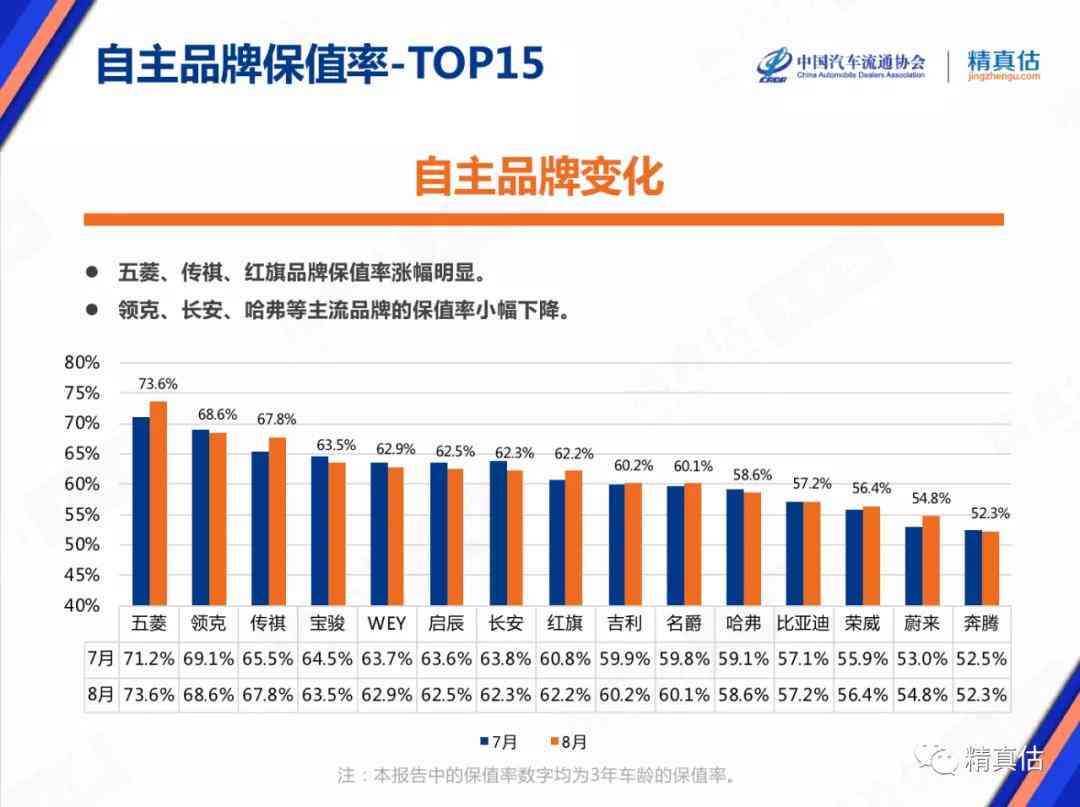 自主品牌保值率-TOP15
中国汽车流通协会
China Automobile Dealers Association
CADA
精真估
jingzhengu.com
自主品牌变化
● 五菱、传祺、红旗品牌保值率涨幅明显。
● 领克、长安、哈弗等主流品牌的保值率小幅下降。
80%
75%
70%
65%
60%
55%
50%
45%
40%
73.6% 68.6% 67.8% 63.5% 62.9% 62.5% 62.3% 62.2% 60.2% 60.1% 58.6% 57.2% 56.4% 54.8% 52.3%
五菱 领克 传祺 宝骏 WEY 启辰 长安 红旗 吉利 名爵 哈弗 比亚迪 荣威 蔚来 奔腾
7月 71.2% 69.1% 65.5% 64.5% 63.7% 63.6% 63.8% 60.8% 59.9% 59.8% 59.1% 57.1% 55.9% 53.0% 52.5%
8月 73.6% 68.6% 67.8% 63.5% 62.9% 62.5% 62.3% 62.2% 60.2% 60.1% 58.6% 57.2% 56.4% 54.8% 52.3%
7月 8月
注：本报告中的保值率数字均为3年车龄的保值率。
精真估